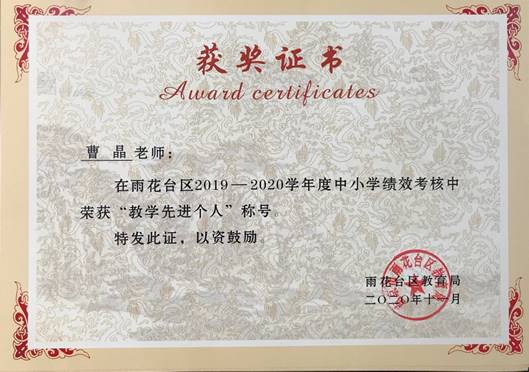 获奖证书
Award certificates
曹 晶 老师：
在雨花台区2019—2020学年度中小学绩效考核中
荣获“教学先进个人”称号
特发此证，以资鼓励
雨花台区教育局
二〇二〇年十一月